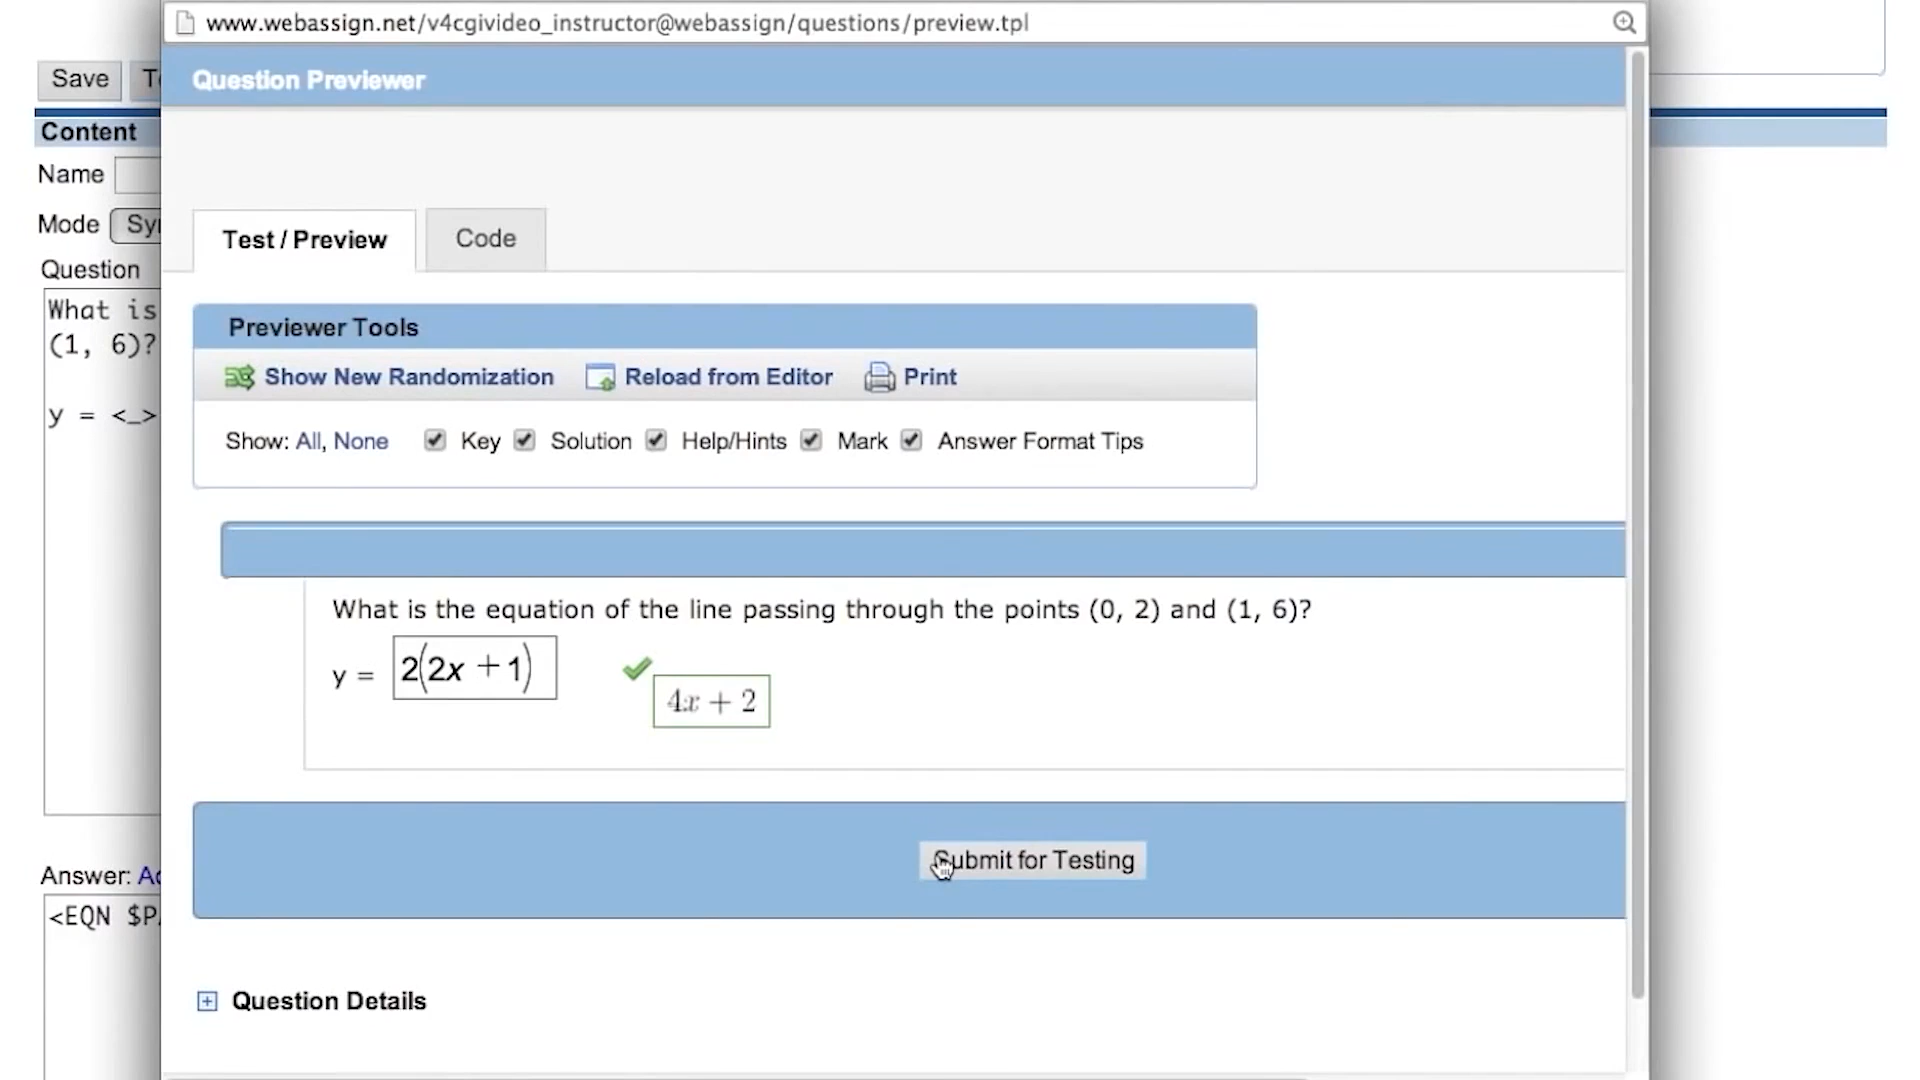 www.webassign.net/v4cgivideo_instructor@webassign/questions/preview.tpl
Save
Question Previewer
Content
Name
Mode
Test / Preview
Code
Question
What is
(1, 6)?
y = <_>
Previewer Tools
Show New Randomization
Reload from Editor
Print
Show: All, None
Key
Solution
Help/Hints
Mark
Answer Format Tips
What is the equation of the line passing through the points (0, 2) and (1, 6)?
y = 2(2x + 1)
4x + 2
Submit for Testing
Answer:
<EQN
Question Details